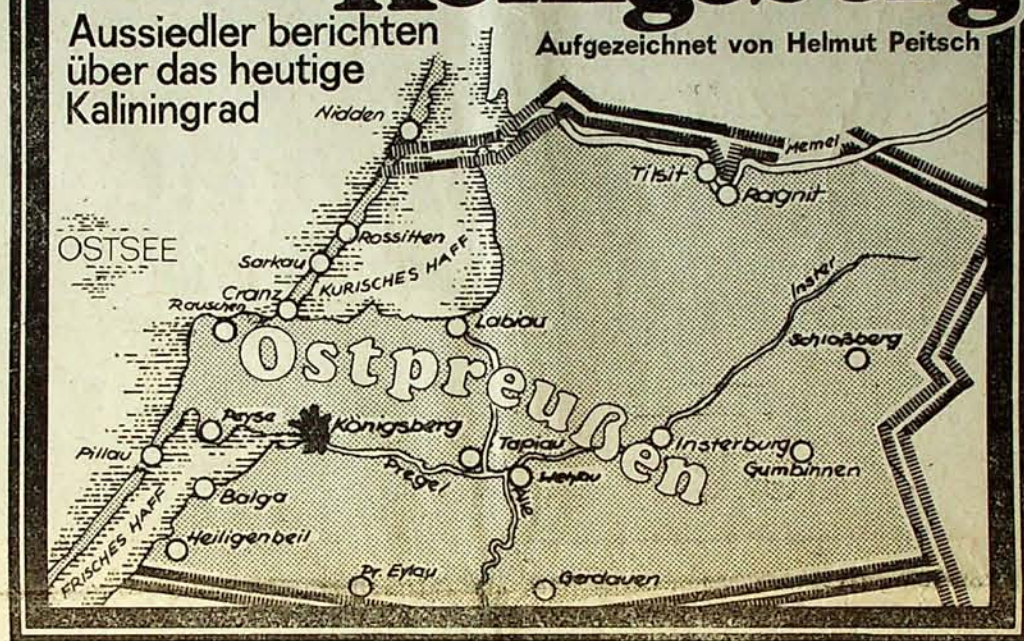 Aussiedler berichten
über das heutige
Kaliningrad
Aufgezeichnet von Helmut Peitsch
Nidden
Memel
Tilsit
Ragnit
OSTSEE
Rossitten
Sarkau
KURISCHES HAFF
Cranz
Rauschen
Labiau
Inster
Schloßberg
Ostpreußen
Peyse
Königsberg
Pillau
Tapiau
Insterburg
Gumbinnen
Pregel
Wehlau
Alle
Balga
FRISCHES HAFF
Heiligenbeil
Pr. Eylau
Gerdauen